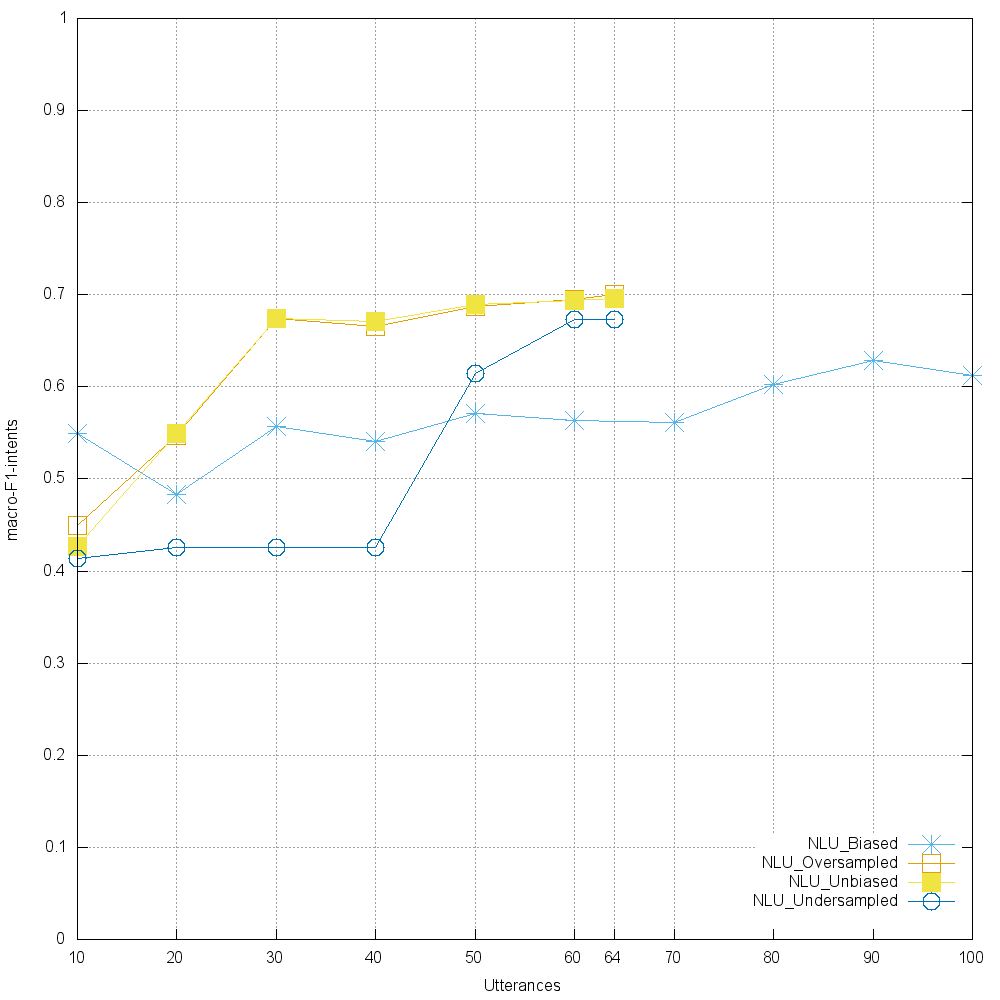 1
0.9
0.8
0.7
0.6
0.5
0.4
0.3
0.2
0.1
0
macro-F1-intents
NLU_Biased
NLU_Oversampled
NLU_Unbiased
NLU_Undersampled
10 20 30 40 50 60 64 70 80 90 100
Utterances